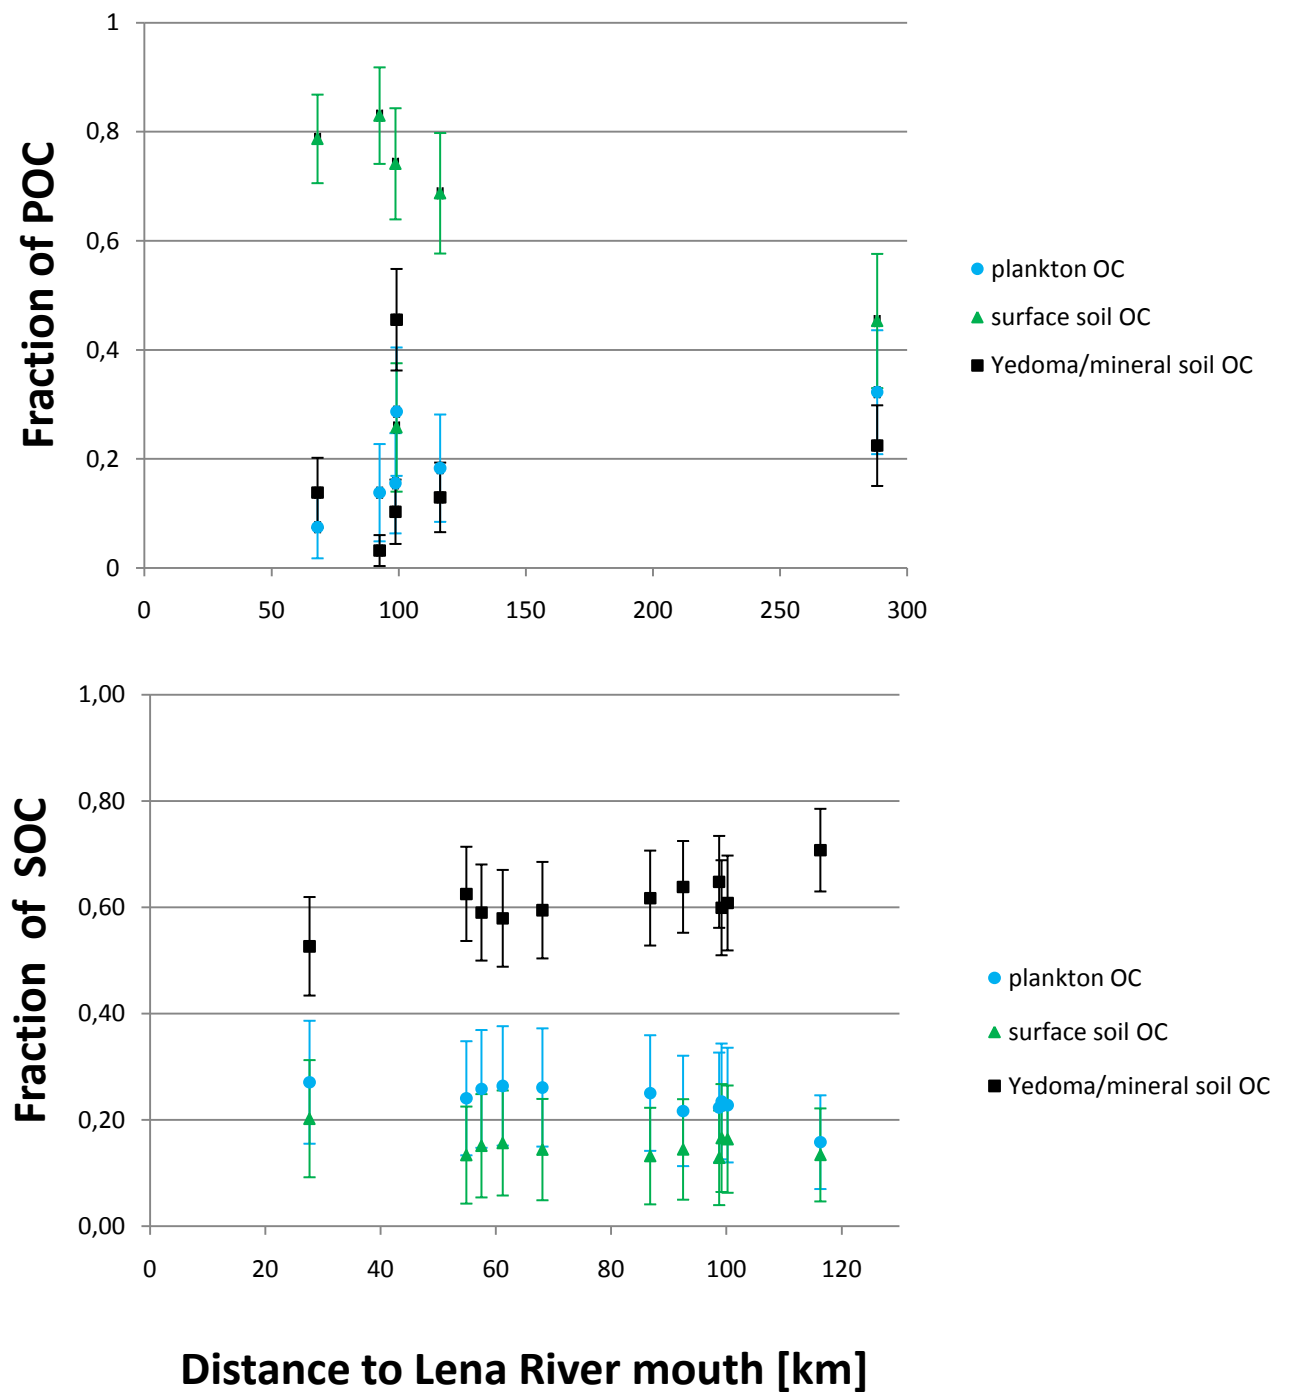 Fraction of POC
1
0,8
0,6
0,4
0,2
0
0 50 100 150 200 250 300
plankton OC
surface soil OC
Yedoma/mineral soil OC
Fraction of SOC
1,00
0,80
0,60
0,40
0,20
0,00
0 20 40 60 80 100 120
plankton OC
surface soil OC
Yedoma/mineral soil OC
Distance to Lena River mouth [km]